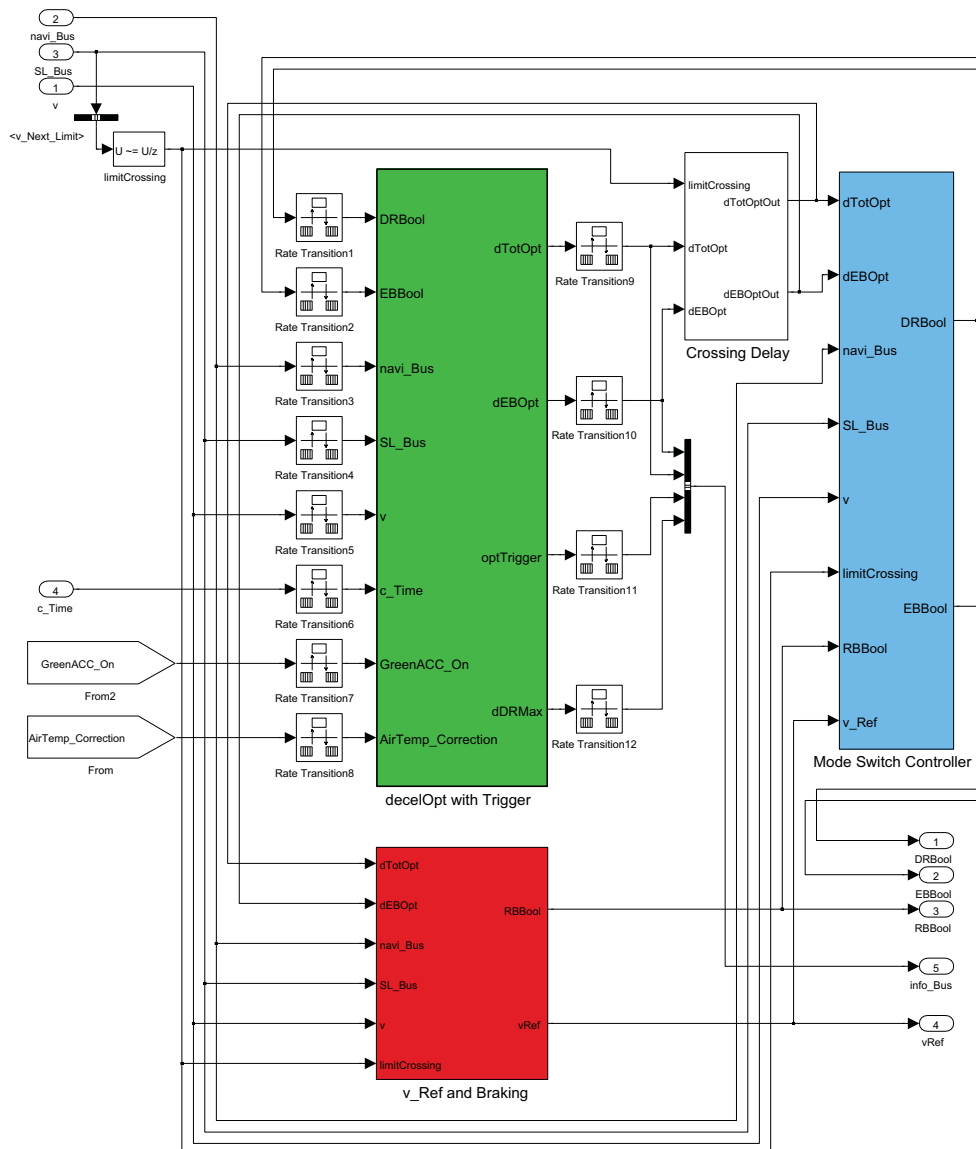 2
navi_Bus
3
SL_Bus
1
v
<v_Next_Limit>
U ~= U/z
limitCrossing
4
c_Time
GreenACC_On
From2
AirTemp_Correction
From
Rate Transition1
Rate Transition2
Rate Transition3
Rate Transition4
Rate Transition5
Rate Transition6
Rate Transition7
Rate Transition8
DRBool
EBBool
navi_Bus
SL_Bus
v
c_Time
GreenACC_On
AirTemp_Correction
dTotOpt
dEBOpt
optTrigger
dDRMax
decelOpt with Trigger
Rate Transition9
Rate Transition10
Rate Transition11
Rate Transition12
limitCrossing
dTotOptOut
dTotOpt
dEBOptOut
dEBOpt
Crossing Delay
dTotOpt
dEBOpt
DRBool
navi_Bus
SL_Bus
v
limitCrossing
EBBool
RBBool
v_Ref
Mode Switch Controller
dTotOpt
dEBOpt
RBBool
navi_Bus
SL_Bus
v
vRef
limitCrossing
v_Ref and Braking
1
DRBool
2
EBBool
3
RBBool
5
info_Bus
4
vRef